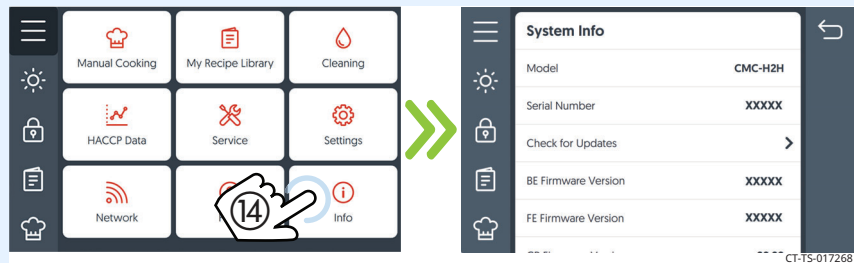 Manual Cooking
My Recipe Library
Cleaning
HACCP Data
Service
Settings
Network
14
Info
System Info
Model CMC-H2H
Serial Number XXXXX
Check for Updates
BE Firmware Version XXXXX
FE Firmware Version XXXXX
CT-TS-017268